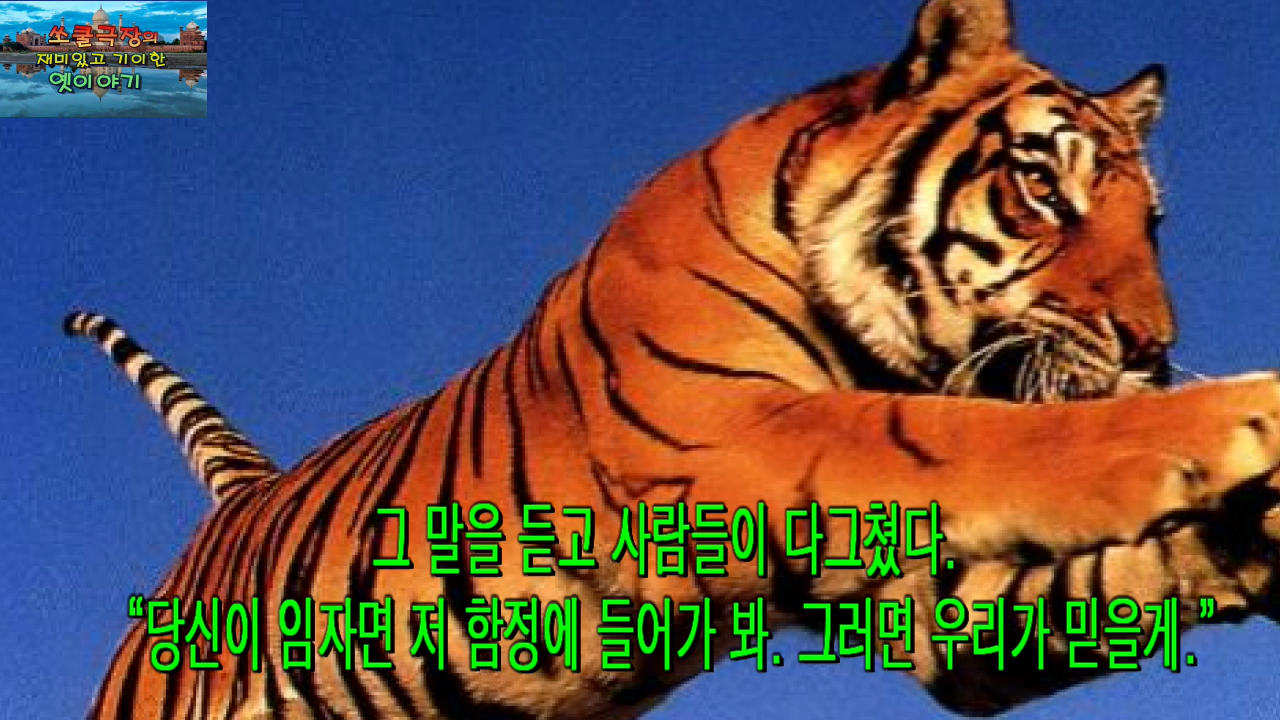 쏘쿨극장의
재미있고 기이한
옛이야기
그 말을 듣고 사람들이 다그쳤다.
“당신이 임자면 저 함정에 들어가 봐. 그러면 우리가 믿을게.”